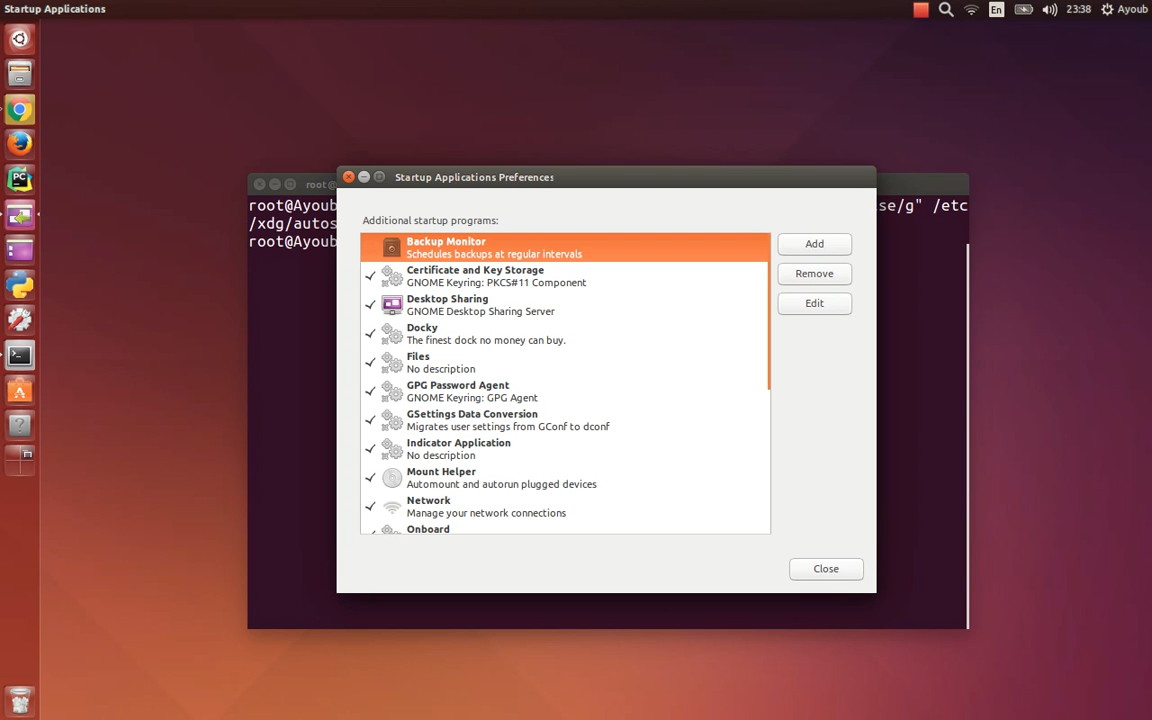 Startup Applications
En
23:38
Ayoub
PC
root@
Startup Applications Preferences
root@Ayoub
se/g" /etc
/xdg/autos
root@Ayoub
Additional startup programs:
Backup Monitor
Schedules backups at regular intervals
Certificate and Key Storage
GNOME Keyring: PKCS#11 Component
Desktop Sharing
GNOME Desktop Sharing Server
Docky
The finest dock no money can buy.
Files
No description
GPG Password Agent
GNOME Keyring: GPG Agent
GSettings Data Conversion
Migrates user settings from GConf to dconf
Indicator Application
No description
Mount Helper
Automount and autorun plugged devices
Network
Manage your network connections
Onboard
Add
Remove
Edit
Close